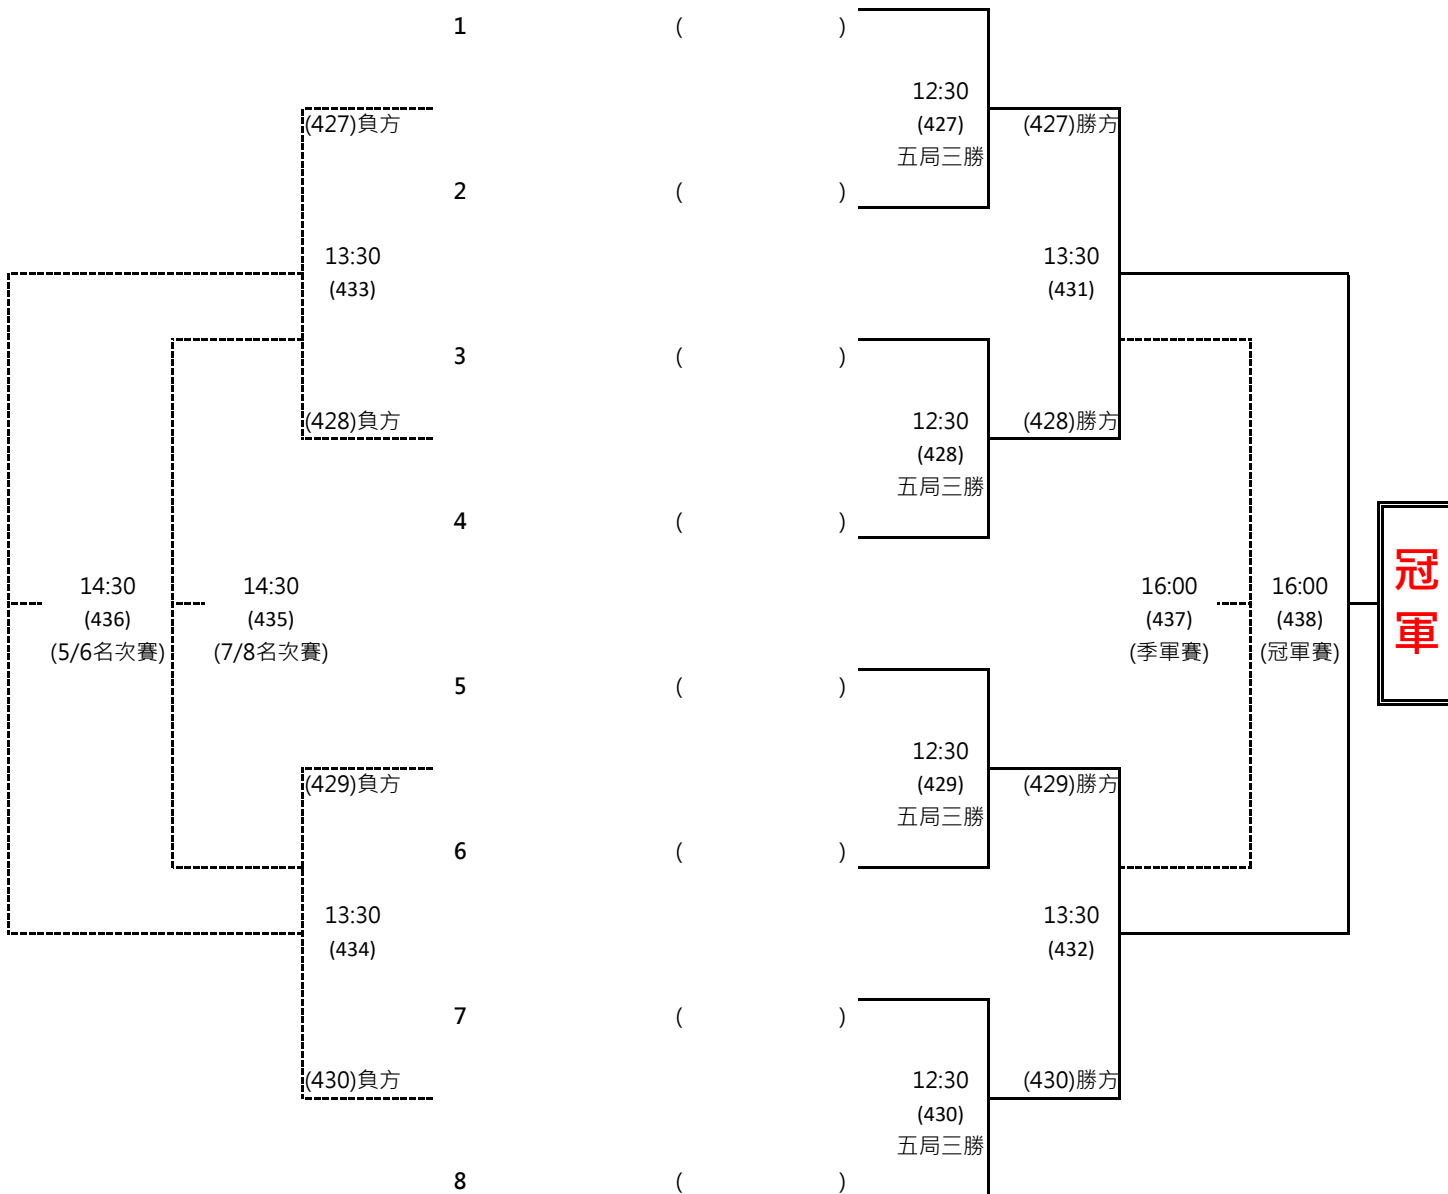 1 ( )
12:30
(427)負方 (427) (427)勝方
五局三勝
2 ( )
13:30 13:30
(433) (431)
3 ( )
(428)負方 12:30 (428)勝方
(428)
五局三勝
4 ( )
冠
14:30 14:30 16:00 16:00
(436) (435) (437) (438)
軍
(5/6名次賽) (7/8名次賽) (季軍賽) (冠軍賽)
5 ( )
12:30
(429)負方 (429) (429)勝方
五局三勝
6 ( )
13:30 13:30
(434) (432)
7 ( )
(430)負方 12:30 (430)勝方
(430)
五局三勝
8 ( )